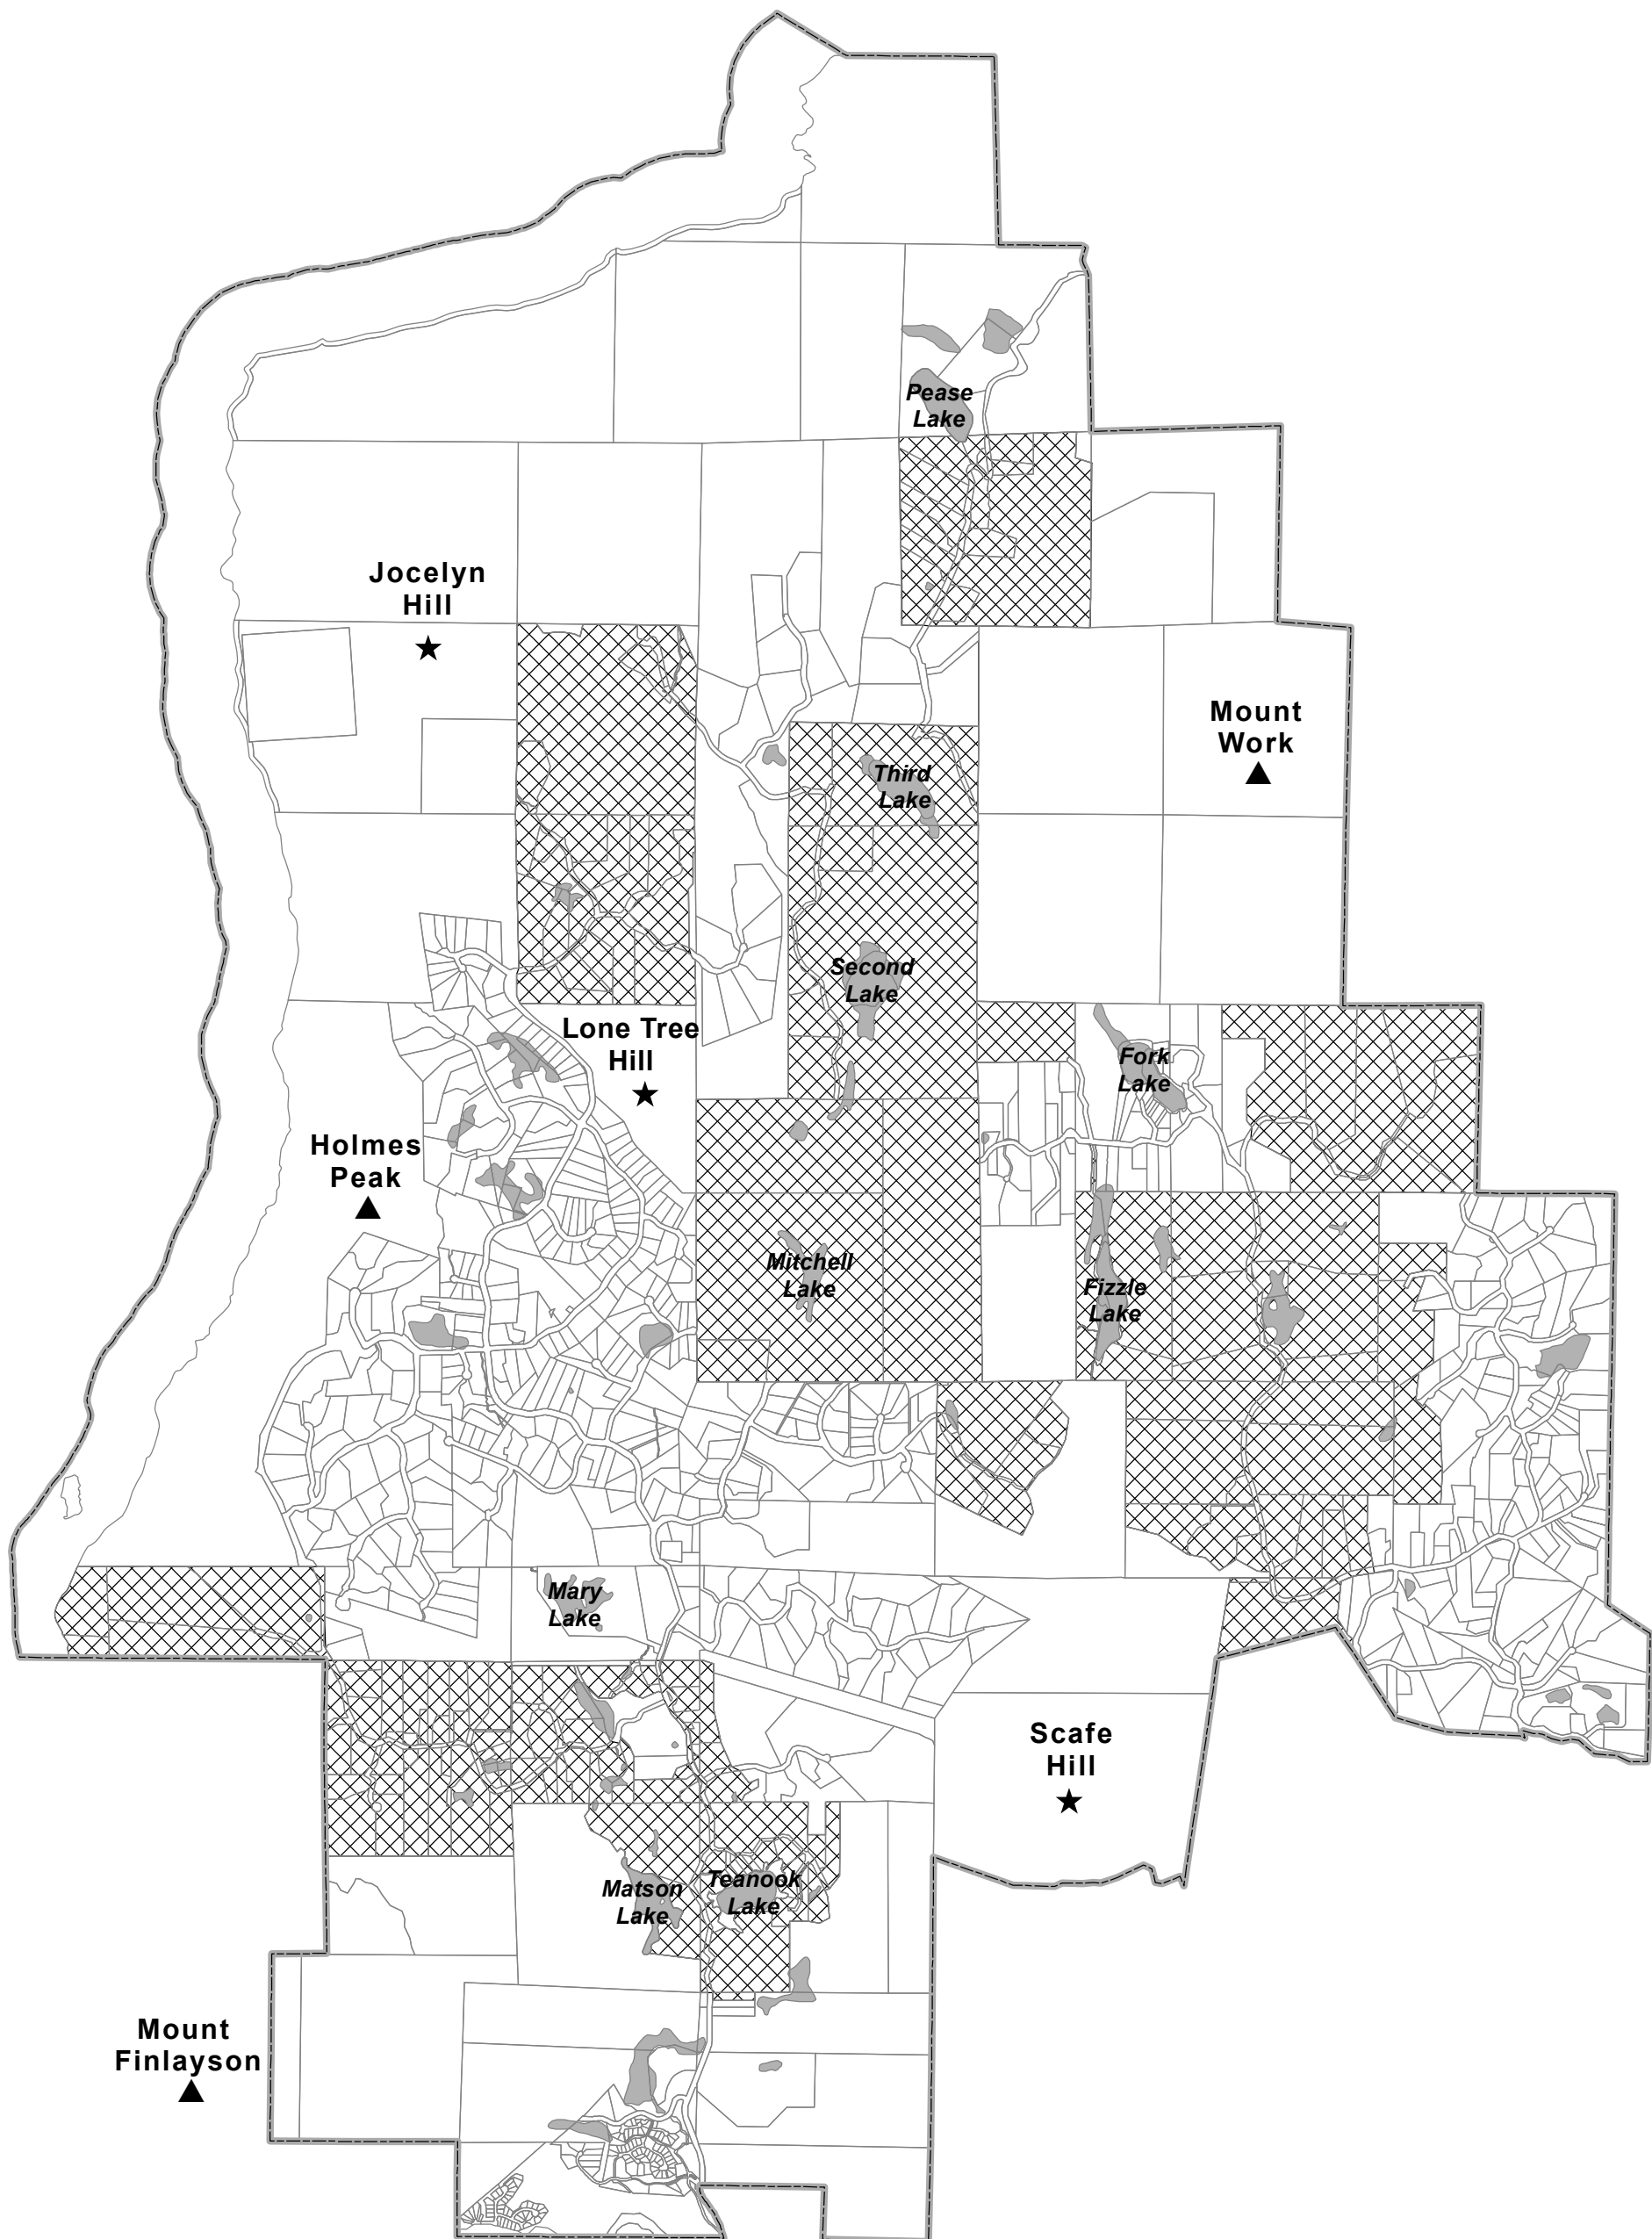 Pease
Lake
Jocelyn
Hill
Mount
Work
Third
Lake
Second
Lake
Lone Tree
Hill
Fork
Lake
Holmes
Peak
Mitchell
Lake
Fizzle
Lake
Mary
Lake
Scafe
Hill
Matson
Lake
Teanook
Lake
Mount
Finlayson